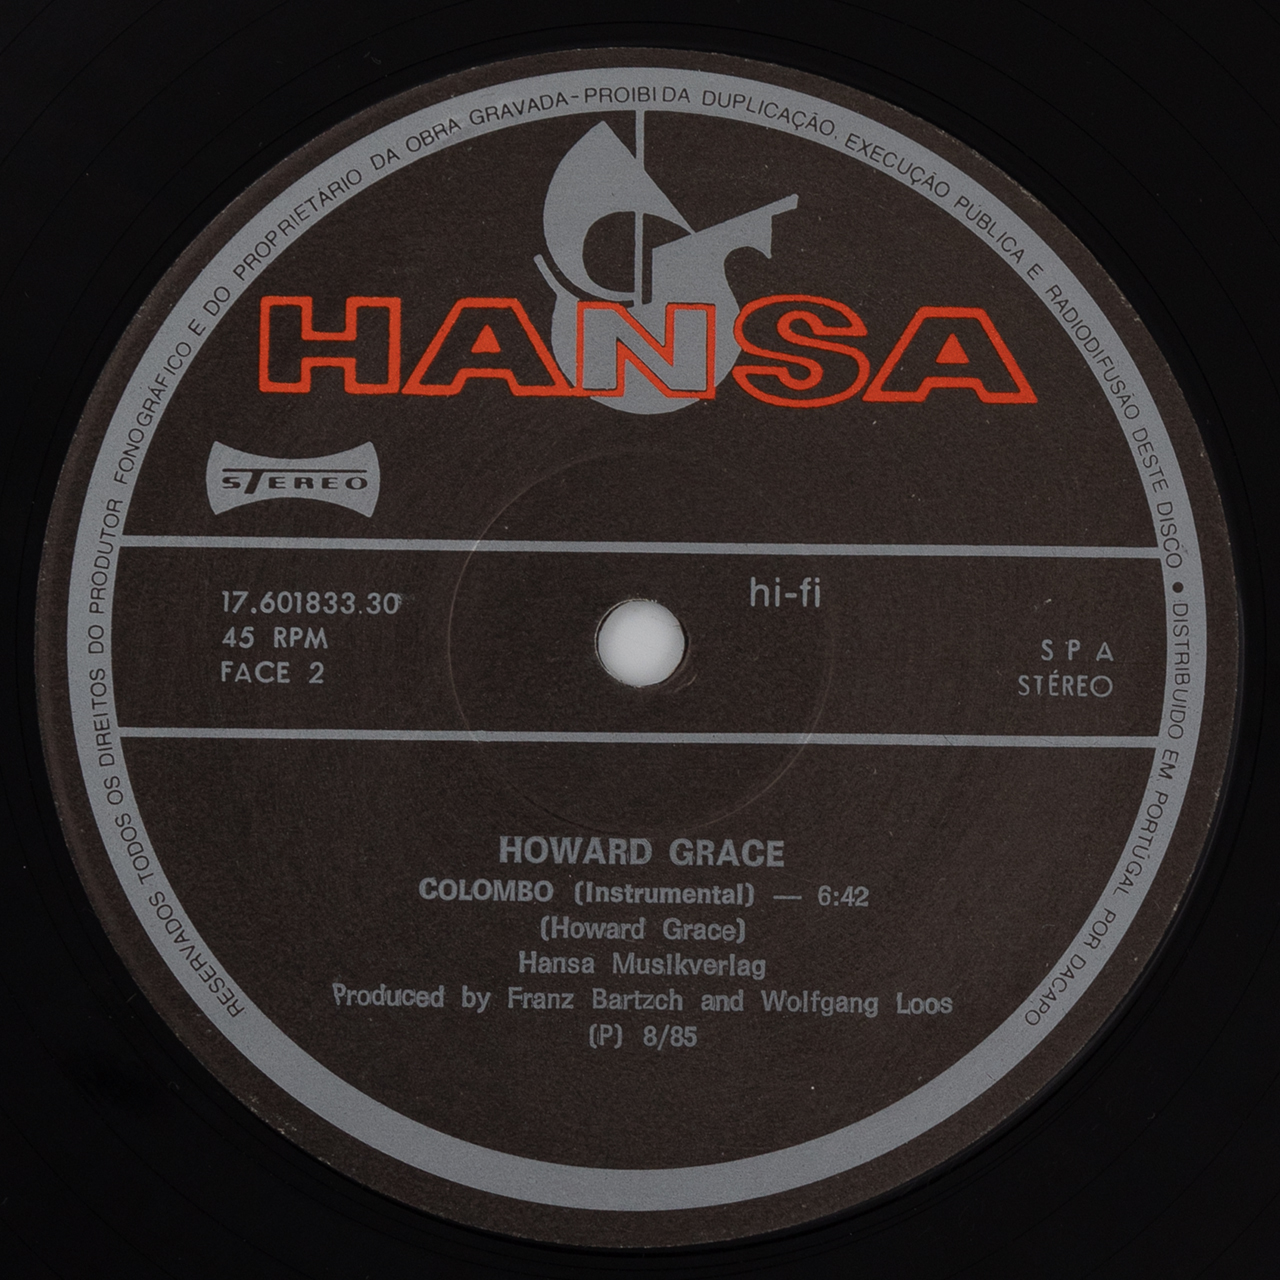 RESERVADOS TODOS OS DIREITOS DO PRODUTOR FONOGRÁFICO E DO PROPRIETÁRIO DA OBRA GRAVADA-PROIBIDA DUPLICAÇÃO, EXECUÇÃO PÚBLICA E RADIODIFUSÃO DESTE DISCO • DISTRIBUIDO EM PORTUGAL POR DACAPO
HANSA
STEREO
hi-fi
17.601833.30
45 RPM
FACE 2
S P A
STÉREO
HOWARD GRACE
COLOMBO (Instrumental) — 6:42
(Howard Grace)
Hansa Musikverlag
Produced by Franz Bartzch and Wolfgang Loos
(P) 8/85